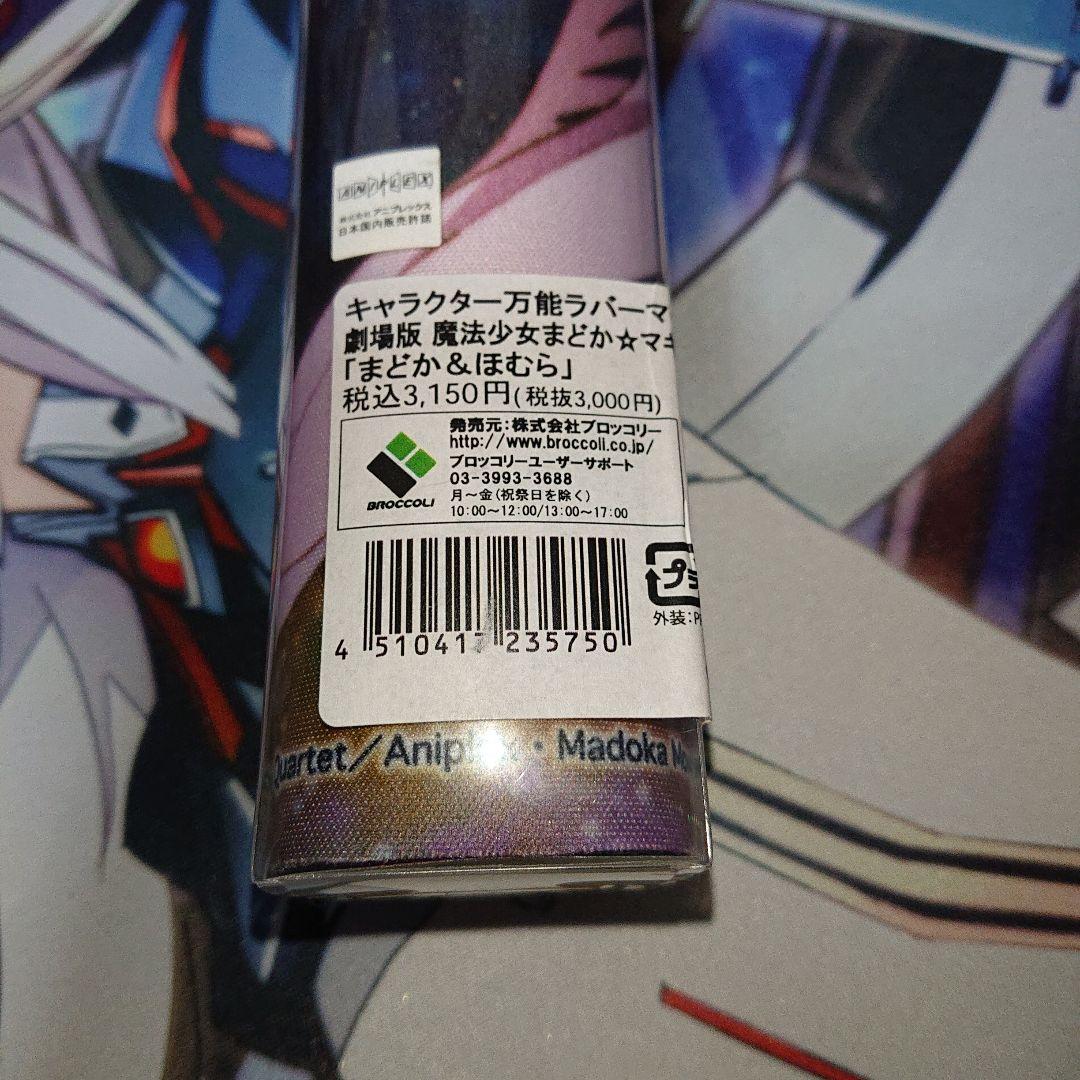 ANIPLEX
株式会社 アニプレックス
日本国内販売許諾
キャラクター万能ラバーマ
劇場版 魔法少女まどか☆マギ
「まどか＆ほむら」
税込3,150円(税抜3,000円)
発売元：株式会社ブロッコリー
http://www.broccoli.co.jp/
ブロッコリーユーザーサポート
03-3993-3688
月～金(祝祭日を除く)
10:00～12:00/13:00～17:00
BROCCOLI
プラ
外装：P
4 510417 235750
Quartet／Aniplex・Madoka Mo